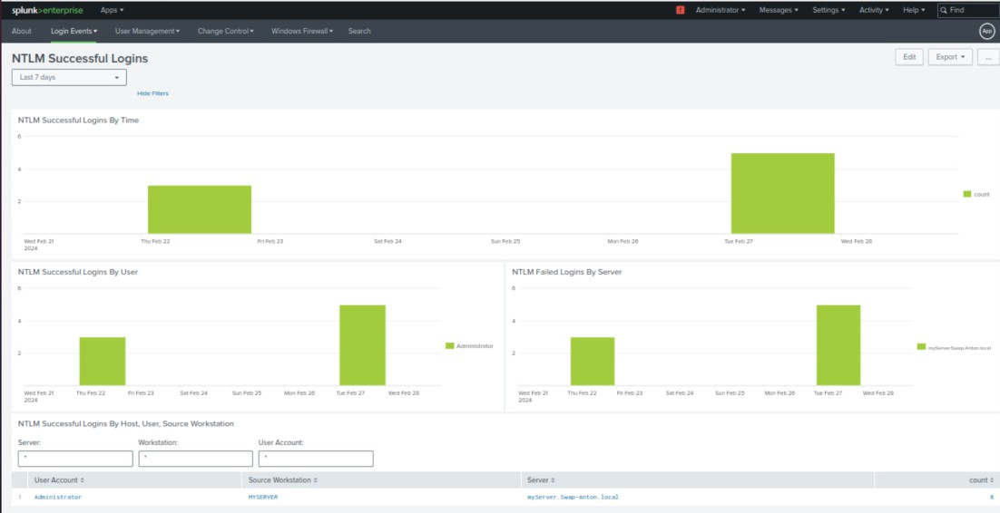 splunk>enterprise Apps Administrator Messages Settings Activity Help Find
About Login Events User Management Change Control Windows Firewall Search App
NTLM Successful Logins Edit Export ...
Last 7 days
Hide Filters
NTLM Successful Logins By Time
6
4
2
count
Wed Feb 21 Thu Feb 22 Fri Feb 23 Sat Feb 24 Sun Feb 25 Mon Feb 26 Tue Feb 27 Wed Feb 28
2024
NTLM Successful Logins By User
6
4
2
Administrator
Wed Feb 21 Thu Feb 22 Fri Feb 23 Sat Feb 24 Sun Feb 25 Mon Feb 26 Tue Feb 27 Wed Feb 28
2024
NTLM Failed Logins By Server
6
4
2
myServer.Swap-Anton.local
Wed Feb 21 Thu Feb 22 Fri Feb 23 Sat Feb 24 Sun Feb 25 Mon Feb 26 Tue Feb 27 Wed Feb 28
2024
NTLM Successful Logins By Host, User, Source Workstation
Server: Workstation: User Account:
* * *
User Account Source Workstation Server count
1 Administrator MYSERVER myServer.Swap-Anton.local 8